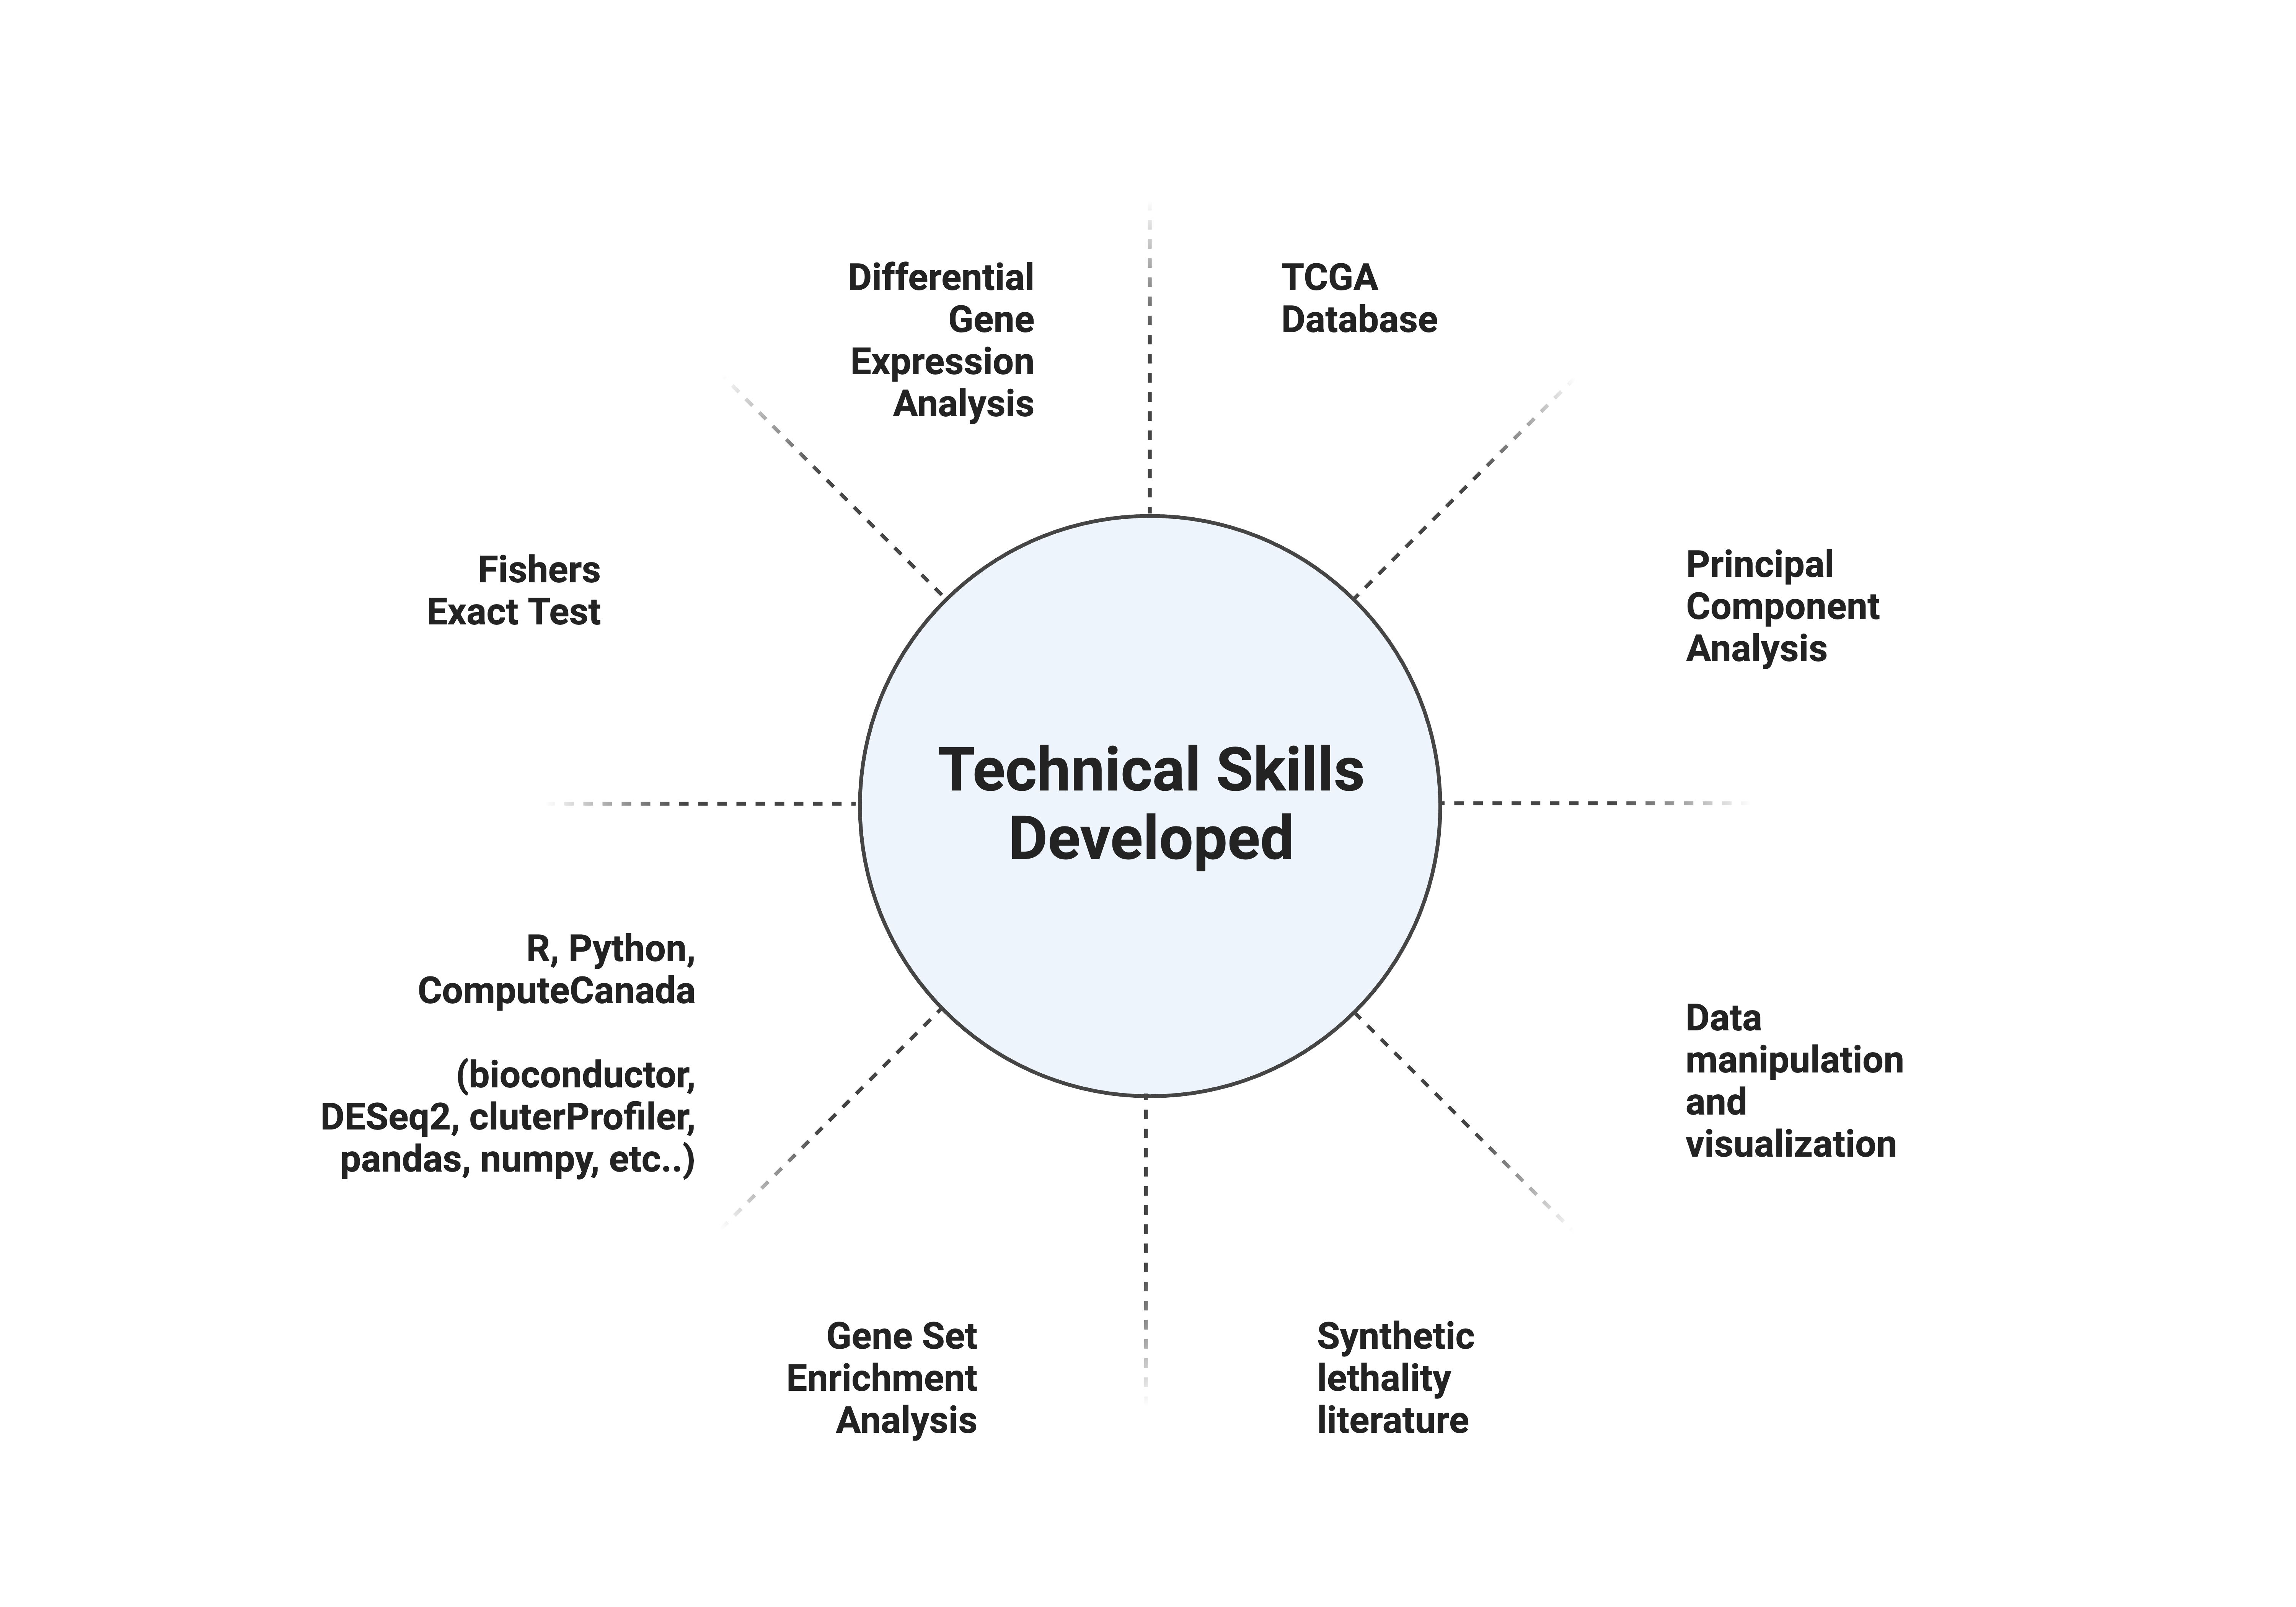 Differential
Gene
Expression
Analysis
TCGA
Database
Fishers
Exact Test
Principal
Component
Analysis
Technical Skills
Developed
R, Python,
ComputeCanada
(bioconductor,
DESeq2, cluterProfiler,
pandas, numpy, etc..)
Data
manipulation
and
visualization
Gene Set
Enrichment
Analysis
Synthetic
lethality
literature